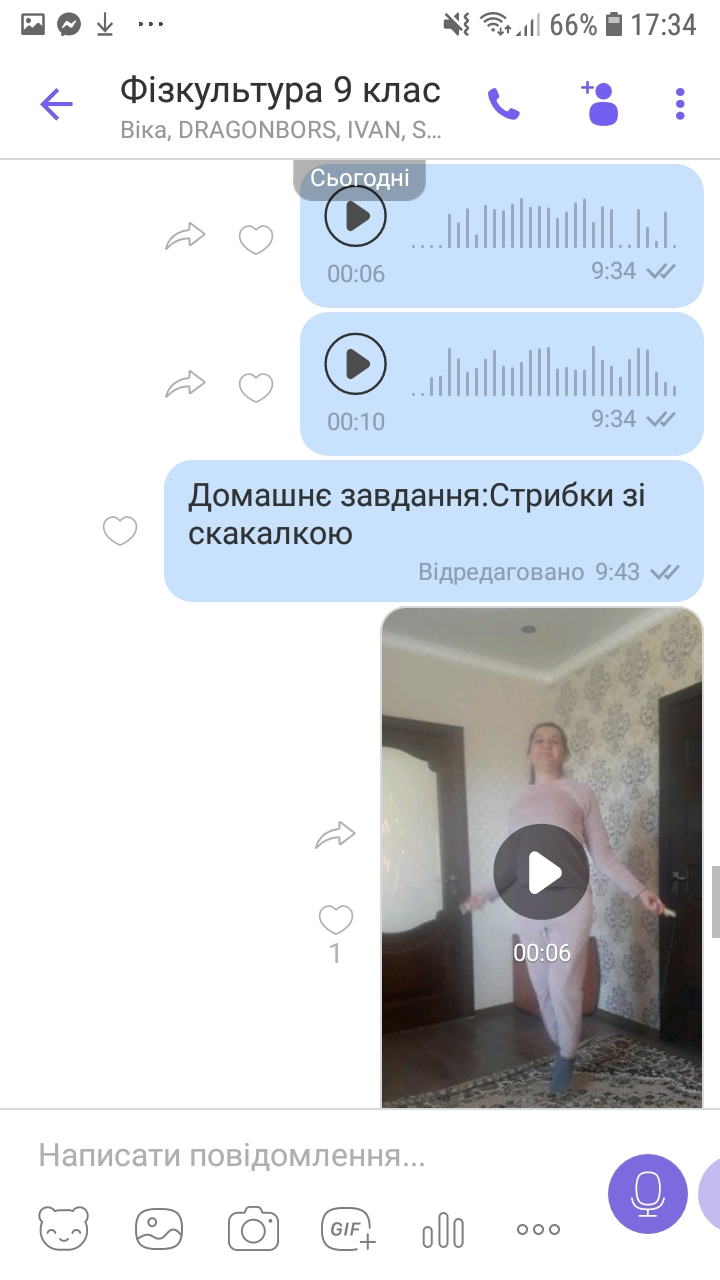 66% 17:34
Фізкультура 9 клас
Віка, DRAGONBORS, IVAN, S...
Сьогодні
00:06 9:34
00:10 9:34
Домашнє завдання:Стрибки зі
скакалкою
Відредаговано 9:43
1
00:06
Написати повідомлення...
GIF